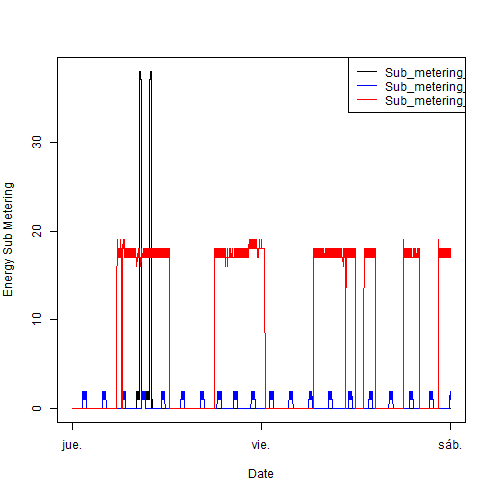 Sub_metering_
Sub_metering_
Sub_metering_
Energy Sub Metering
30
20
10
0
jue.
vie.
sáb.
Date